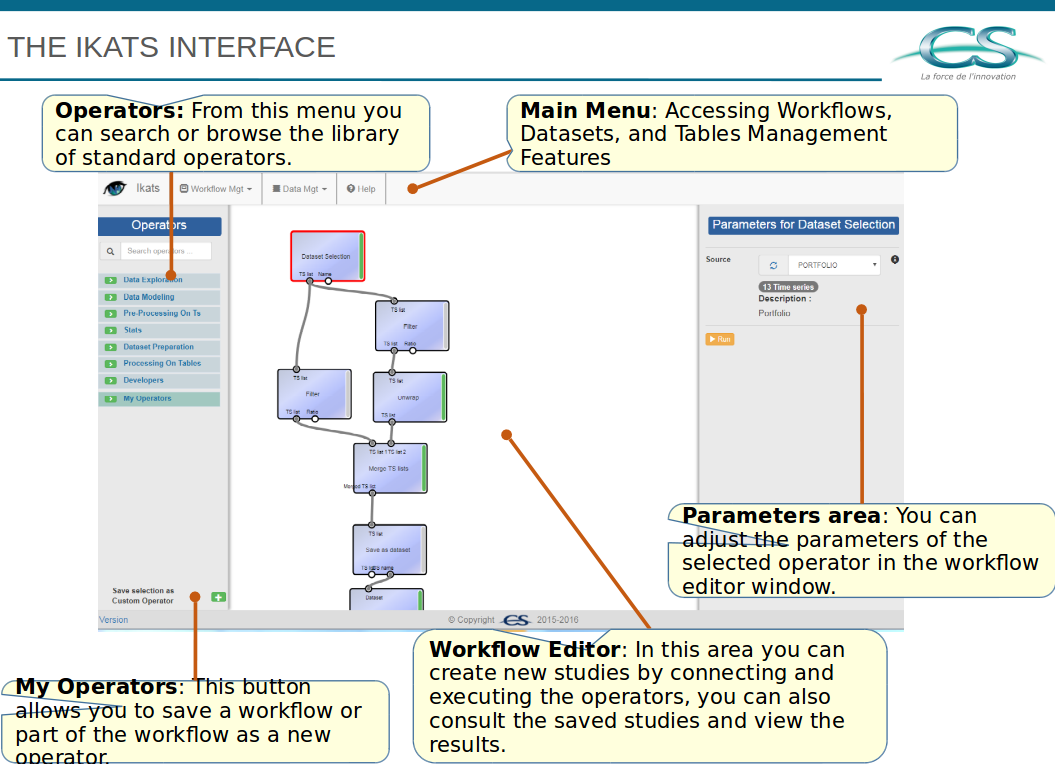 THE IKATS INTERFACE
CS
La force de l'innovation
Operators: From this menu you
can search or browse the library
of standard operators.
Main Menu: Accessing Workflows,
Datasets, and Tables Management
Features
Ikats
Workflow Mgt
Data Mgt
Help
Operators
Search operators ...
Data Exploration
Data Modeling
Pre-Processing On Ts
Stats
Dataset Preparation
Processing On Tables
Developers
My Operators
Save selection as
Custom Operator
Dataset Selection
TS list Name
TS list
Filter
TS list Ratio
TS list
Filter
TS list Ratio
TS list
Unwrap
TS list
TS list 1 TS list 2
Merge TS lists
Merged TS list
TS list
Save as dataset
TS list DS name
Dataset
Parameters for Dataset Selection
Source
PORTFOLIO
13 Time series
Description :
Portfolio
Run
Parameters area: You can
adjust the parameters of the
selected operator in the workflow
editor window.
Version
© Copyright CS 2015-2016
Workflow Editor: In this area you can
create new studies by connecting and
executing the operators, you can also
consult the saved studies and view the
results.
My Operators: This button
allows you to save a workflow or
part of the workflow as a new
operator.